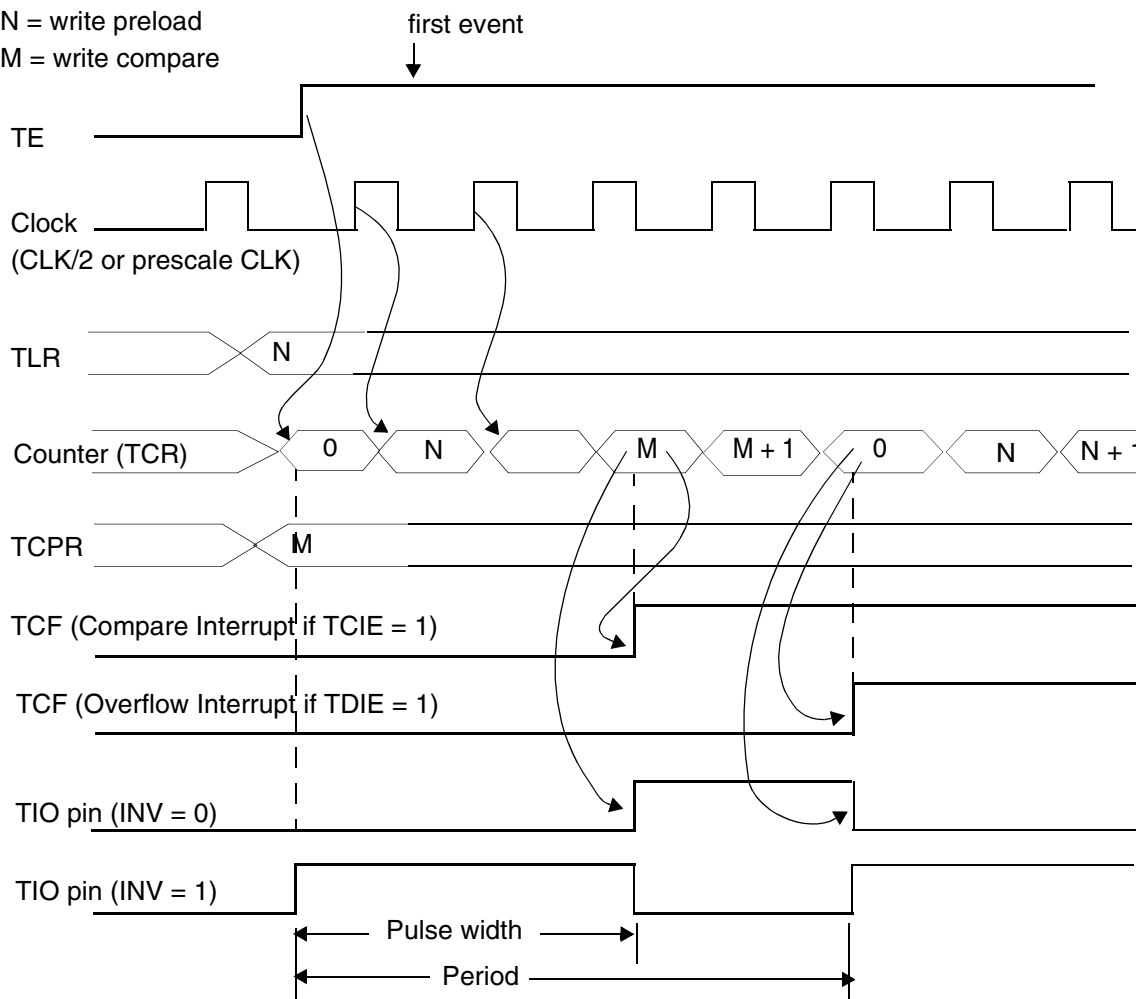 N = write preload
first event
M = write compare
TE
Clock
(CLK/2 or prescale CLK)
TLR
N
Counter (TCR)
0
N
M
M + 1
0
N
N + 1
TCPR
M
TCF (Compare Interrupt if TCIE = 1)
TCF (Overflow Interrupt if TDIE = 1)
TIO pin (INV = 0)
TIO pin (INV = 1)
Pulse width
Period